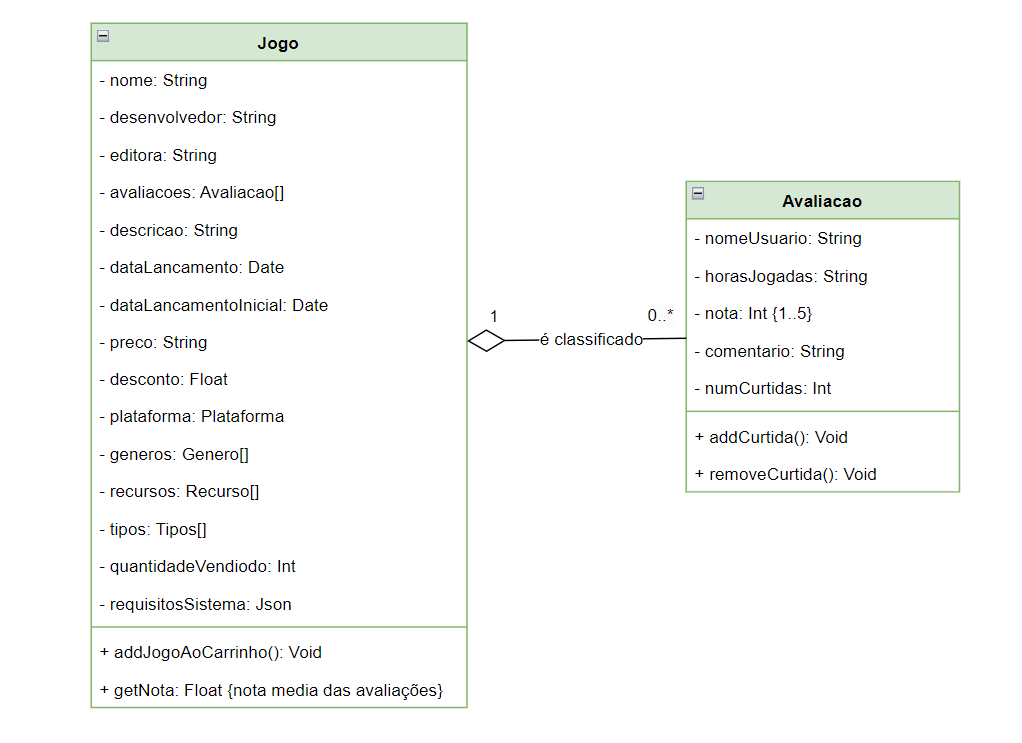 Jogo
- nome: String
- desenvolvedor: String
- editora: String
- avaliacoes: Avaliacao[]
- descricao: String
- dataLancamento: Date
- dataLancamentoInicial: Date
- preco: String
- desconto: Float
- plataforma: Plataforma
- generos: Genero[]
- recursos: Recurso[]
- tipos: Tipos[]
- quantidadeVendiodo: Int
- requisitosSistema: Json
+ addJogoAoCarrinho(): Void
+ getNota: Float {nota media das avaliações}
1
é classificado
0..*
Avaliacao
- nomeUsuario: String
- horasJogadas: String
- nota: Int {1..5}
- comentario: String
- numCurtidas: Int
+ addCurtida(): Void
+ removeCurtida(): Void